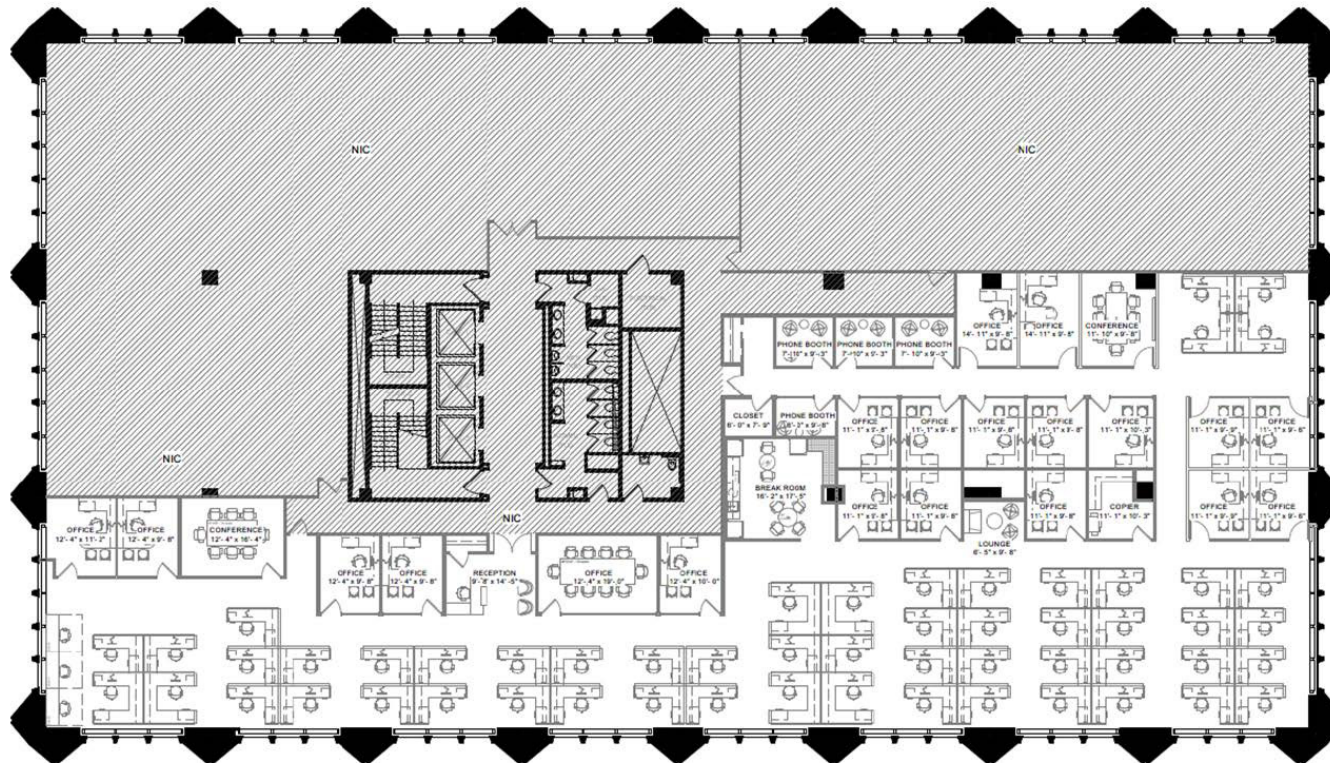 NIC
NIC
NIC
NIC
OFFICE
14'- 11" x 9'- 8"
OFFICE
14'- 11" x 9'- 8"
CONFERENCE
11'- 10" x 9'- 8"
PHONE BOOTH
7'- 10" x 9'- 3"
PHONE BOOTH
7'- 10" x 9'- 3"
PHONE BOOTH
7'- 10" x 9'- 3"
CLOSET
6'- 0" x 7'- 9"
PHONE BOOTH
OFFICE
11'- 1" x 9'- 8"
OFFICE
11'- 1" x 9'- 8"
OFFICE
11'- 1" x 9'- 8"
OFFICE
11'- 1" x 9'- 8"
OFFICE
11'- 1" x 10'- 3"
OFFICE
11'- 1" x 9'- 9"
OFFICE
11'- 1" x 9'- 6"
BREAK ROOM
16'- 2" x 17'- 5"
OFFICE
11'- 1" x 9'- 8"
OFFICE
11'- 1" x 9'- 8"
LOUNGE
6'- 5" x 9'- 8"
OFFICE
11'- 1" x 9'- 8"
COPIER
11'- 1" x 10'- 3"
OFFICE
11'- 1" x 9'- 9"
OFFICE
11'- 1" x 9'- 6"
OFFICE
12'- 4" x 11'- 2"
OFFICE
12'- 4" x 9'- 8"
CONFERENCE
12'- 4" x 16'- 4"
OFFICE
12'- 4" x 9'- 8"
OFFICE
12'- 4" x 9'- 8"
RECEPTION
9'- 8" x 14'- 5"
OFFICE
12'- 4" x 19'- 0"
OFFICE
12'- 4" x 10'- 0"